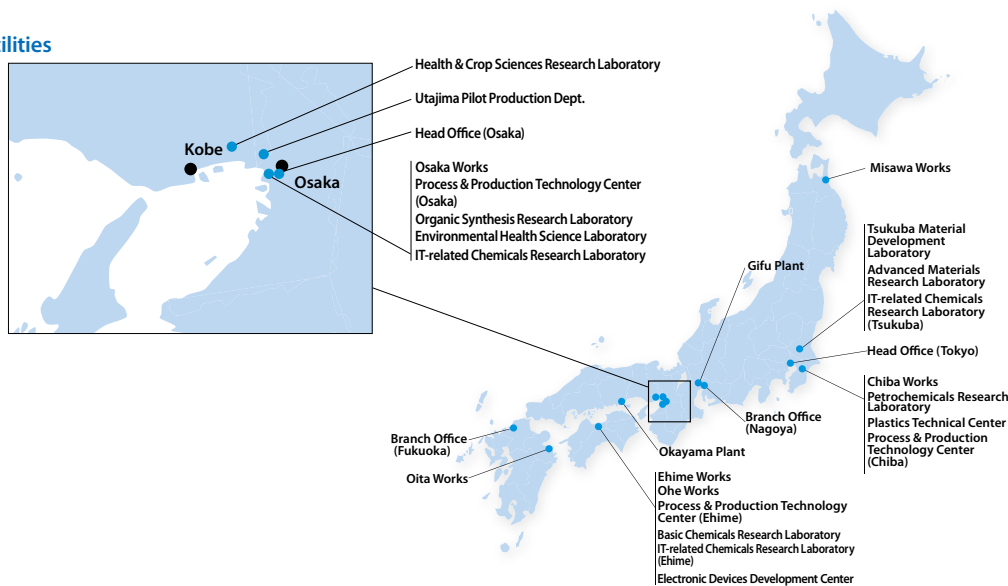 tilities
Health & Crop Sciences Research Laboratory
Utajima Pilot Production Dept.
Head Office (Osaka)
Kobe
Osaka
Osaka Works
Process & Production Technology Center
(Osaka)
Organic Synthesis Research Laboratory
Environmental Health Science Laboratory
IT-related Chemicals Research Laboratory
Misawa Works
Tsukuba Material
Development
Laboratory
Advanced Materials
Research Laboratory
IT-related Chemicals
Research Laboratory
(Tsukuba)
Gifu Plant
Head Office (Tokyo)
Chiba Works
Petrochemicals Research
Laboratory
Plastics Technical Center
Process & Production
Technology Center
(Chiba)
Branch Office
(Nagoya)
Branch Office
(Fukuoka)
Okayama Plant
Oita Works
Ehime Works
Ohe Works
Process & Production Technology
Center (Ehime)
Basic Chemicals Research Laboratory
IT-related Chemicals Research Laboratory
(Ehime)
Electronic Devices Development Center